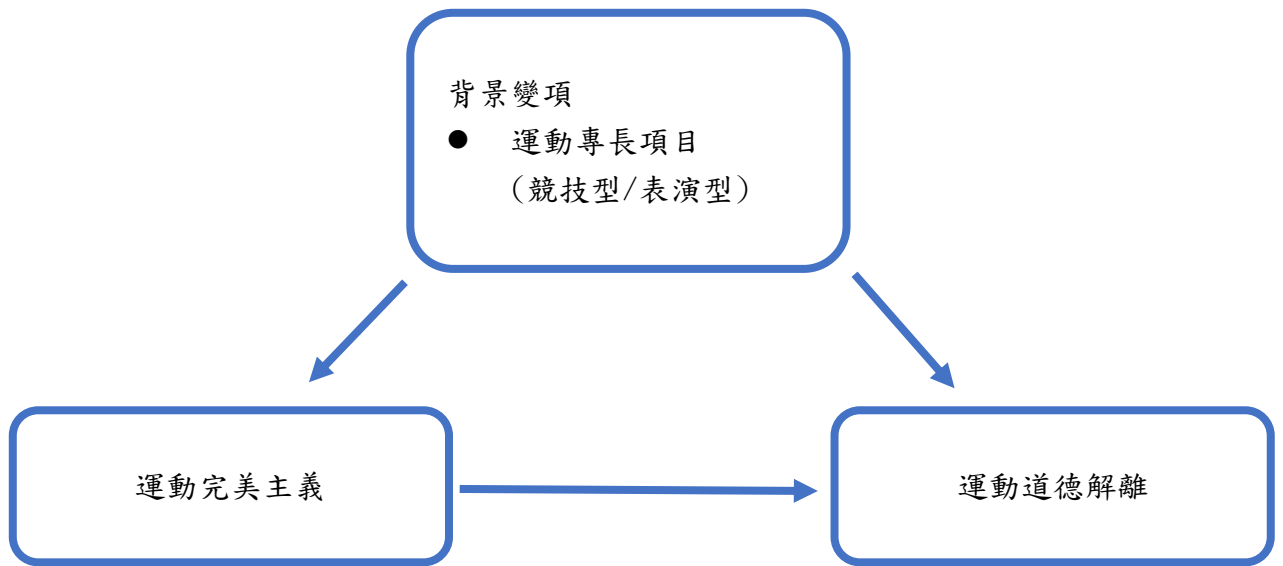 背景變項
● 運動專長項目
(競技型/表演型)
運動完美主義
運動道德解離